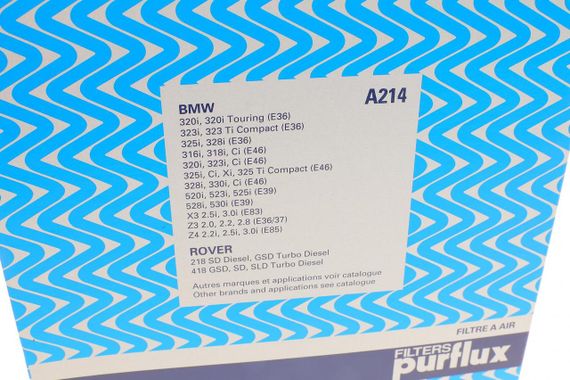 BMW A214
320i, 320i Touring (E36)
323i, 323 Ti Compact (E36)
325i, 328i (E36)
316i, 318i, Ci (E46)
320i, 323i, Ci (E46)
325i, Ci, Xi, 325 Ti Compact (E46)
328i, 330i, Ci (E46)
520i, 523i, 525i (E39)
528i, 530i (E39)
X3 2.5i, 3.0i (E83)
Z3 2.0, 2.2, 2.8 (E36/37)
Z4 2.2i, 2.5i, 3.0i (E85)
ROVER
218 SD Diesel, GSD Turbo Diesel
418 GSD, SD, SLD Turbo Diesel
Autres marques et applications voir catalogue
Other brands and applications see catalogue
FILTRE A AIR
FILTERS
purflux